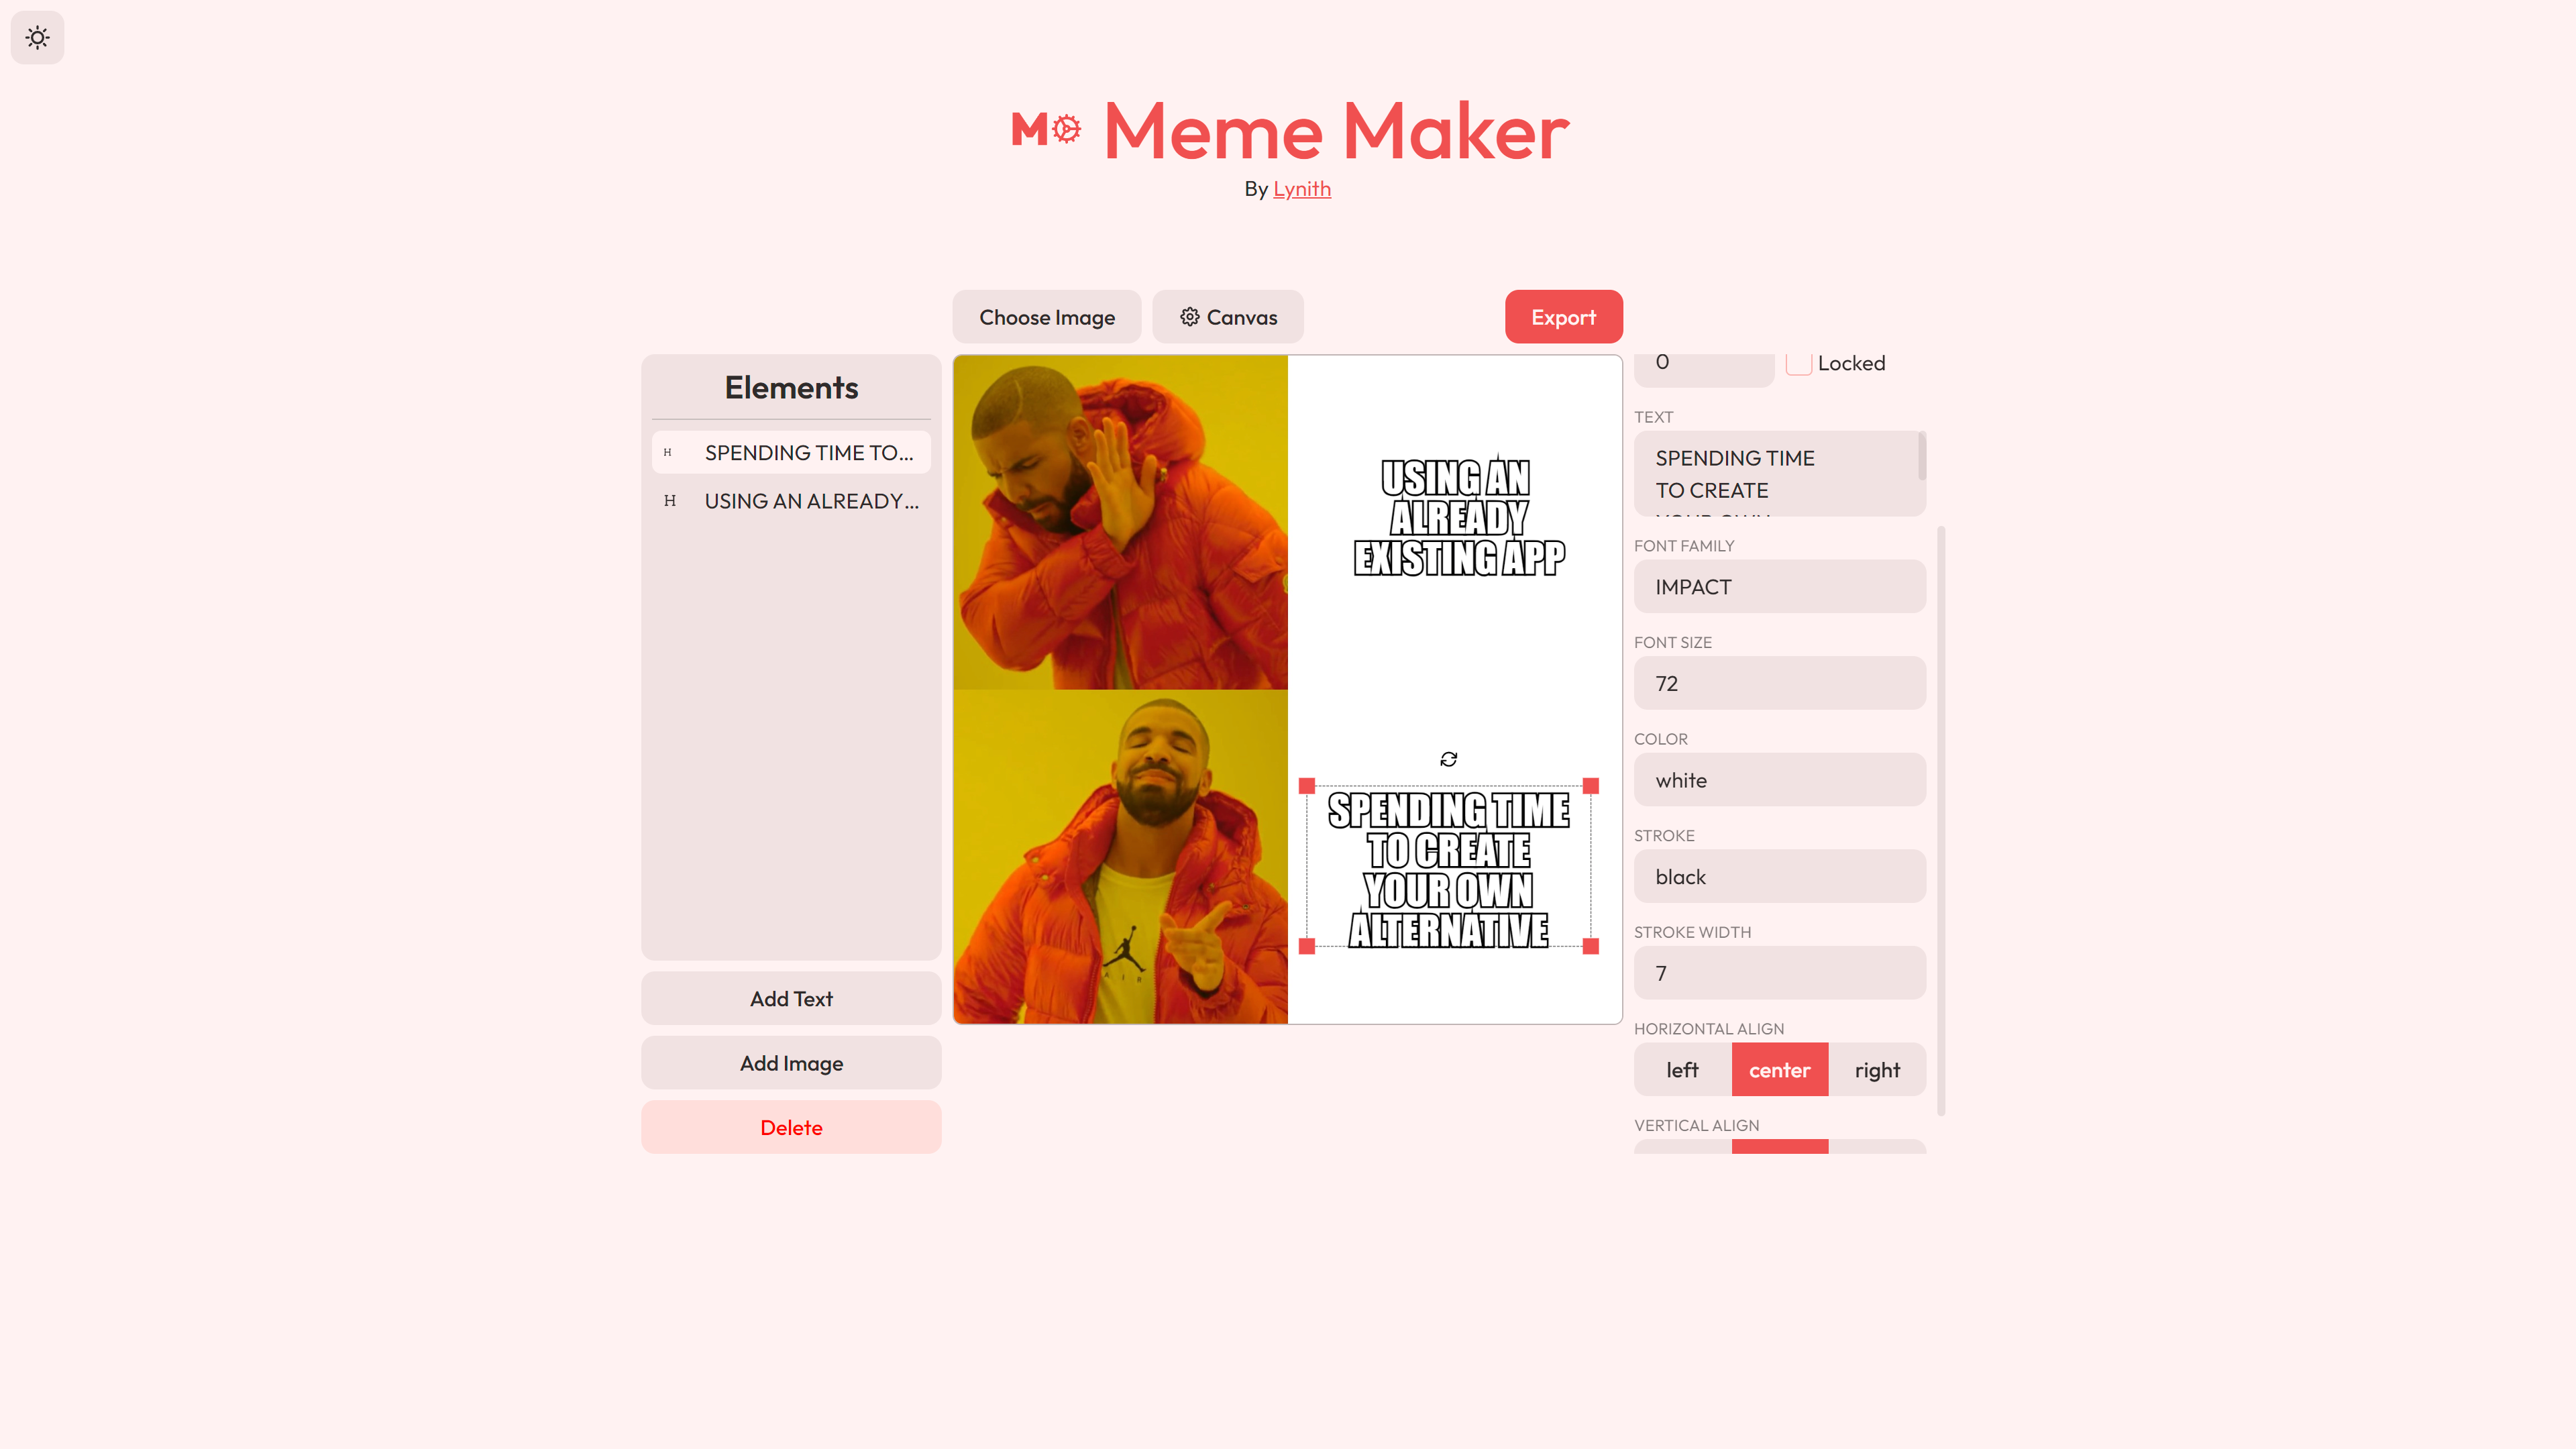 M Meme Maker
By Lynith
Choose Image
Canvas
Export
Elements
H SPENDING TIME TO...
H USING AN ALREADY...
Add Text
Add Image
Delete
USING AN
ALREADY
EXISTING APP
SPENDING TIME
TO CREATE
YOUR OWN
ALTERNATIVE
AIR
0
Locked
TEXT
SPENDING TIME
TO CREATE
YOUR OWN
FONT FAMILY
IMPACT
FONT SIZE
72
COLOR
white
STROKE
black
STROKE WIDTH
7
HORIZONTAL ALIGN
left center right
VERTICAL ALIGN